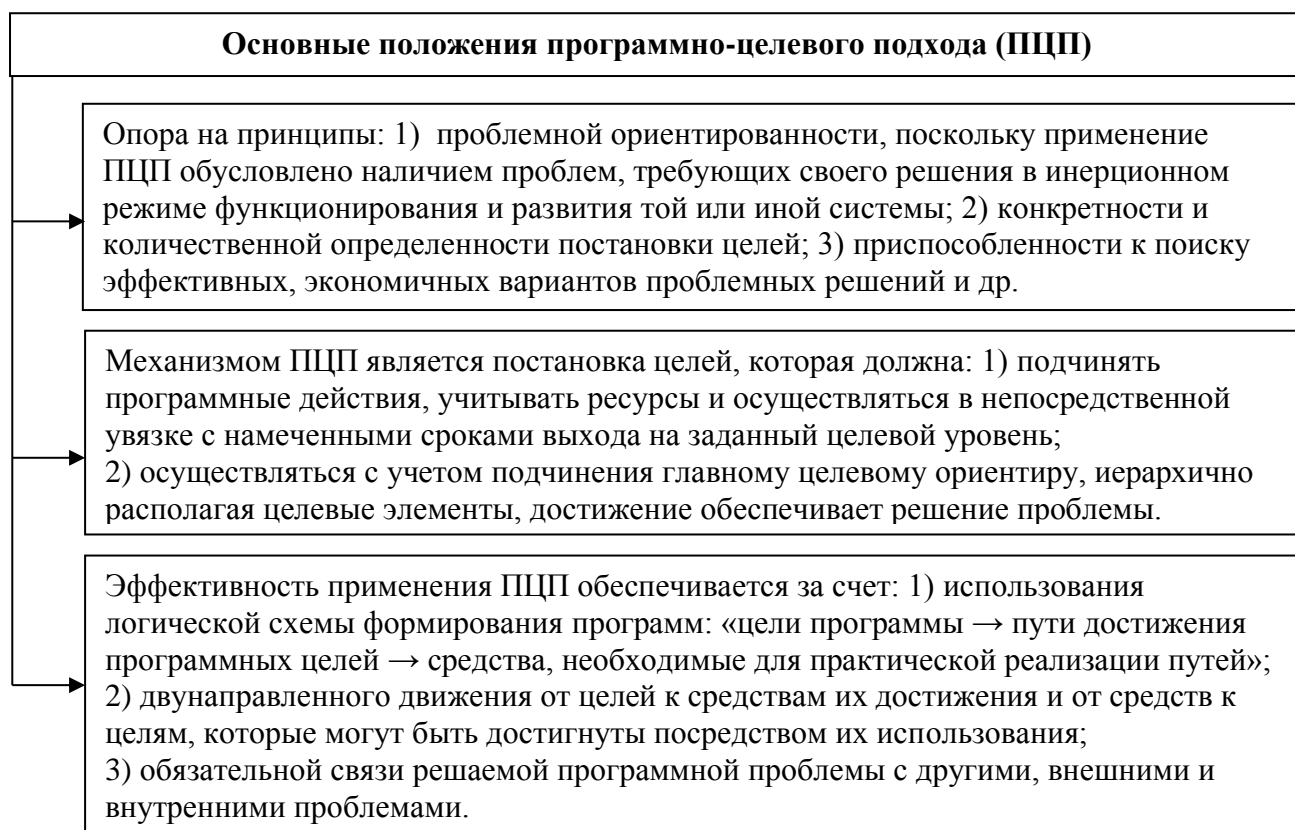 Основные положения программно-целевого подхода (ПЦП)
Опора на принципы: 1) проблемной ориентированности, поскольку применение
ПЦП обусловлено наличием проблем, требующих своего решения в инерционном
режиме функционирования и развития той или иной системы; 2) конкретности и
количественной определенности постановки целей; 3) приспособленности к поиску
эффективных, экономичных вариантов проблемных решений и др.
Механизмом ПЦП является постановка целей, которая должна: 1) подчинять
программные действия, учитывать ресурсы и осуществляться в непосредственной
увязке с намеченными сроками выхода на заданный целевой уровень;
2) осуществляться с учетом подчинения главному целевому ориентиру, иерархично
располагая целевые элементы, достижение обеспечивает решение проблемы.
Эффективность применения ПЦП обеспечивается за счет: 1) использования
логической схемы формирования программ: «цели программы → пути достижения
программных целей → средства, необходимые для практической реализации путей»;
2) двунаправленного движения от целей к средствам их достижения и от средств к
целям, которые могут быть достигнуты посредством их использования;
3) обязательной связи решаемой программной проблемы с другими, внешними и
внутренними проблемами.